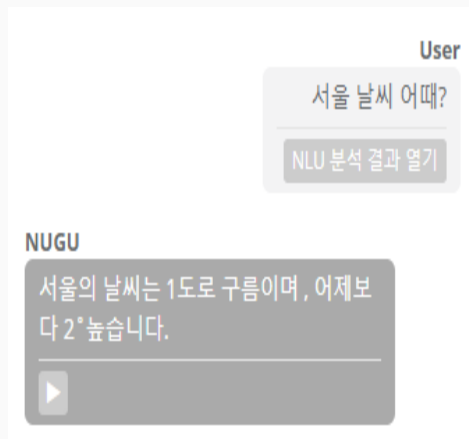 User
서울 날씨 어때?
NLU 분석 결과 열기
NUGU
서울의 날씨는 1도로 구름이며 , 어제보
다 2˚높습니다.